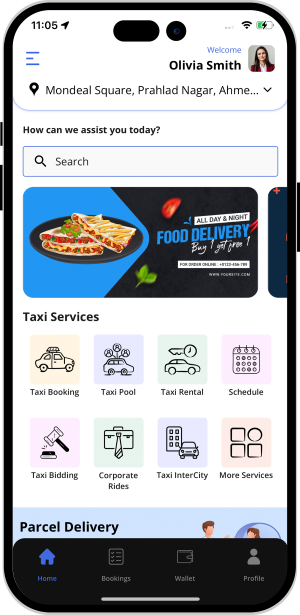 11:05
Welcome
Olivia Smith
Mondeal Square, Prahlad Nagar, Ahme...
How can we assist you today?
Search
ALL DAY & NIGHT
FOOD DELIVERY
Buy 1 get free 1
FOR ORDER ONLINE : +0123-456-789
WWW.YOURSITE.COM
Taxi Services
Taxi Booking
Taxi Pool
Taxi Rental
Schedule
Taxi Bidding
Corporate
Rides
Taxi InterCity
More Services
Parcel Delivery
Home
Bookings
Wallet
Profile